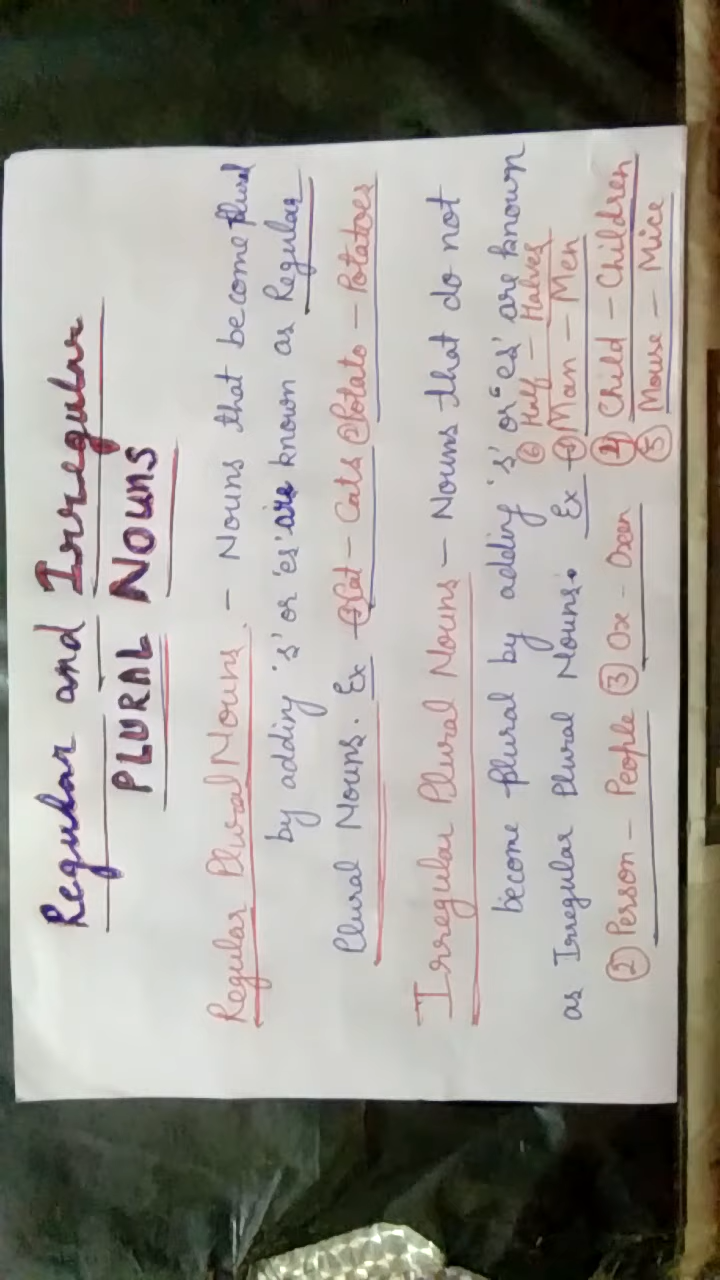 Regular and Irregular
PLURAL NOUNS
Regular Plural Nouns. - Nouns that become plural
by adding 's' or 'es' are known as Regular
Plural Nouns. Ex → ① Cat - Cats ② Potato - Potatoes
Irregular Plural Nouns - Nouns that do not
become plural by adding 's' or "es' are known
as Irregular Plural Nouns. Ex → ① Man - Men ⑥ Half - Halves
② Person - People ③ Ox - Oxen ④ Child - Children
⑤ Mouse - Mice